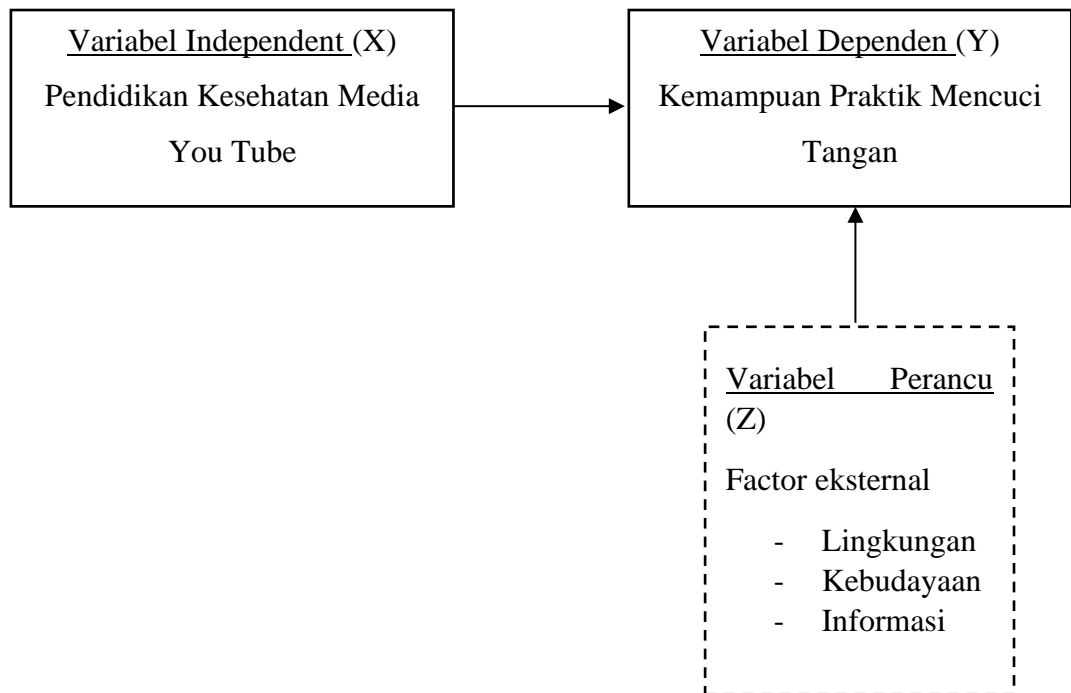 Variabel Independent (X)
Pendidikan Kesehatan Media
You Tube
Variabel Dependen (Y)
Kemampuan Praktik Mencuci
Tangan
Variabel Perancu
(Z)
Factor eksternal
- Lingkungan
- Kebudayaan
- Informasi